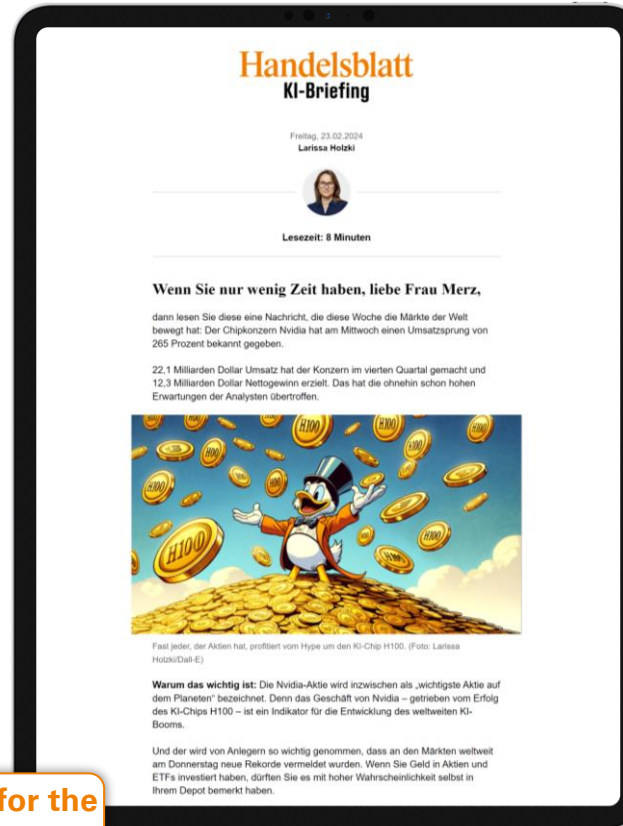 Handelsblatt
KI-Briefing
Freitag, 23.02.2024
Larissa Holzki
Lesezeit: 8 Minuten
Wenn Sie nur wenig Zeit haben, liebe Frau Merz,
dann lesen Sie diese eine Nachricht, die diese Woche die Märkte der Welt
bewegt hat: Der Chipkonzern Nvidia hat am Mittwoch einen Umsatzsprung von
265 Prozent bekannt gegeben.
22,1 Milliarden Dollar Umsatz hat der Konzern im vierten Quartal gemacht und
12,3 Milliarden Dollar Nettogewinn erzielt. Das hat die ohnehin schon hohen
Erwartungen der Analysten übertroffen.
H100
H100
H100
H100
Fast jeder, der Aktien hat, profitiert vom Hype um den KI-Chip H100. (Foto: Larissa
Holzki/Dall-E)
Warum das wichtig ist: Die Nvidia-Aktie wird inzwischen als „wichtigste Aktie auf
dem Planeten“ bezeichnet. Denn das Geschäft von Nvidia – getrieben vom Erfolg
des KI-Chips H100 – ist ein Indikator für die Entwicklung des weltweiten KI-
Booms.
Und der wird von Anlegern so wichtig genommen, dass an den Märkten weltweit
am Donnerstag neue Rekorde vermeldet wurden. Wenn Sie Geld in Aktien und
ETFs investiert haben, dürften Sie es mit hoher Wahrscheinlichkeit selbst in
Ihrem Depot bemerkt haben.
for the